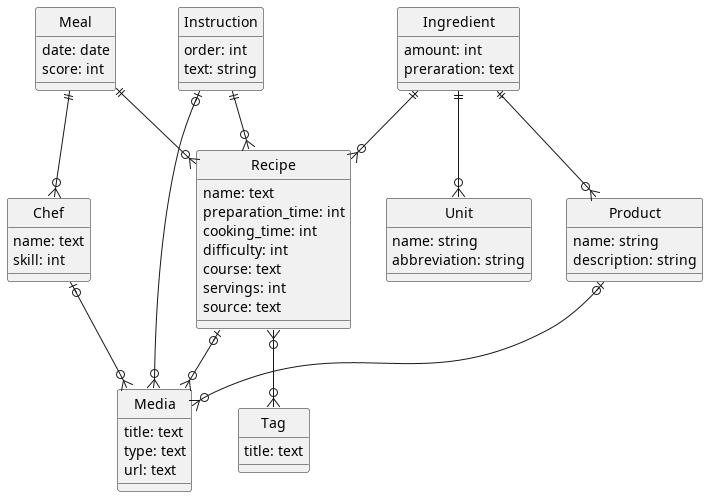 Meal
date: date
score: int
Instruction
order: int
text: string
Ingredient
amount: int
preraration: text
Recipe
name: text
preparation_time: int
cooking_time: int
difficulty: int
course: text
servings: int
source: text
Chef
name: text
skill: int
Unit
name: string
abbreviation: string
Product
name: string
description: string
Media
title: text
type: text
url: text
Tag
title: text